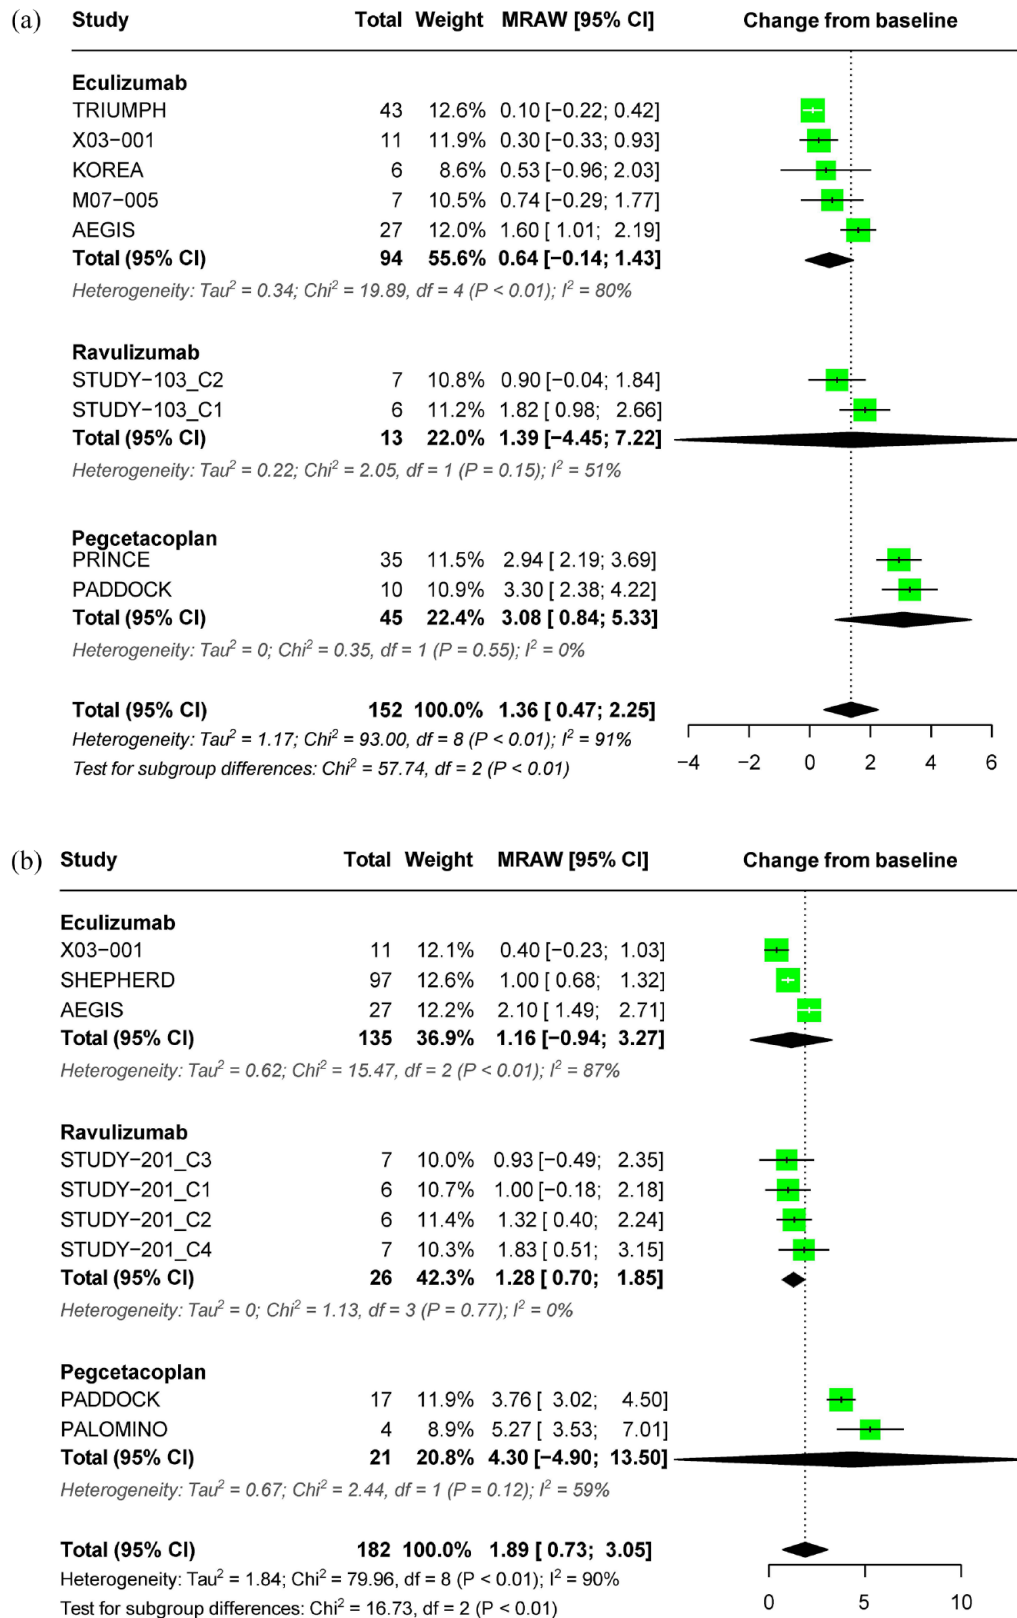 (a) Study Total Weight MRAW [95% CI] Change from baseline
Eculizumab
TRIUMPH 43 12.6% 0.10 [−0.22; 0.42]
X03−001 11 11.9% 0.30 [−0.33; 0.93]
KOREA 6 8.6% 0.53 [−0.96; 2.03]
M07−005 7 10.5% 0.74 [−0.29; 1.77]
AEGIS 27 12.0% 1.60 [ 1.01; 2.19]
Total (95% CI) 94 55.6% 0.64 [−0.14; 1.43]
Heterogeneity: Tau² = 0.34; Chi² = 19.89, df = 4 (P < 0.01); I² = 80%
Ravulizumab
STUDY−103_C2 7 10.8% 0.90 [−0.04; 1.84]
STUDY−103_C1 6 11.2% 1.82 [ 0.98; 2.66]
Total (95% CI) 13 22.0% 1.39 [−4.45; 7.22]
Heterogeneity: Tau² = 0.22; Chi² = 2.05, df = 1 (P = 0.15); I² = 51%
Pegcetacoplan
PRINCE 35 11.5% 2.94 [ 2.19; 3.69]
PADDOCK 10 10.9% 3.30 [ 2.38; 4.22]
Total (95% CI) 45 22.4% 3.08 [ 0.84; 5.33]
Heterogeneity: Tau² = 0; Chi² = 0.35, df = 1 (P = 0.55); I² = 0%
Total (95% CI) 152 100.0% 1.36 [ 0.47; 2.25]
Heterogeneity: Tau² = 1.17; Chi² = 93.00, df = 8 (P < 0.01); I² = 91%
Test for subgroup differences: Chi² = 57.74, df = 2 (P < 0.01)
−4 −2 0 2 4 6
(b) Study Total Weight MRAW [95% CI] Change from baseline
Eculizumab
X03−001 11 12.1% 0.40 [−0.23; 1.03]
SHEPHERD 97 12.6% 1.00 [ 0.68; 1.32]
AEGIS 27 12.2% 2.10 [ 1.49; 2.71]
Total (95% CI) 135 36.9% 1.16 [−0.94; 3.27]
Heterogeneity: Tau² = 0.62; Chi² = 15.47, df = 2 (P < 0.01); I² = 87%
Ravulizumab
STUDY−201_C3 7 10.0% 0.93 [−0.49; 2.35]
STUDY−201_C1 6 10.7% 1.00 [−0.18; 2.18]
STUDY−201_C2 6 11.4% 1.32 [ 0.40; 2.24]
STUDY−201_C4 7 10.3% 1.83 [ 0.51; 3.15]
Total (95% CI) 26 42.3% 1.28 [ 0.70; 1.85]
Heterogeneity: Tau² = 0; Chi² = 1.13, df = 3 (P = 0.77); I² = 0%
Pegcetacoplan
PADDOCK 17 11.9% 3.76 [ 3.02; 4.50]
PALOMINO 4 8.9% 5.27 [ 3.53; 7.01]
Total (95% CI) 21 20.8% 4.30 [−4.90; 13.50]
Heterogeneity: Tau² = 0.67; Chi² = 2.44, df = 1 (P = 0.12); I² = 59%
Total (95% CI) 182 100.0% 1.89 [ 0.73; 3.05]
Heterogeneity: Tau² = 1.84; Chi² = 79.96, df = 8 (P < 0.01); I² = 90%
Test for subgroup differences: Chi² = 16.73, df = 2 (P < 0.01)
0 5 10